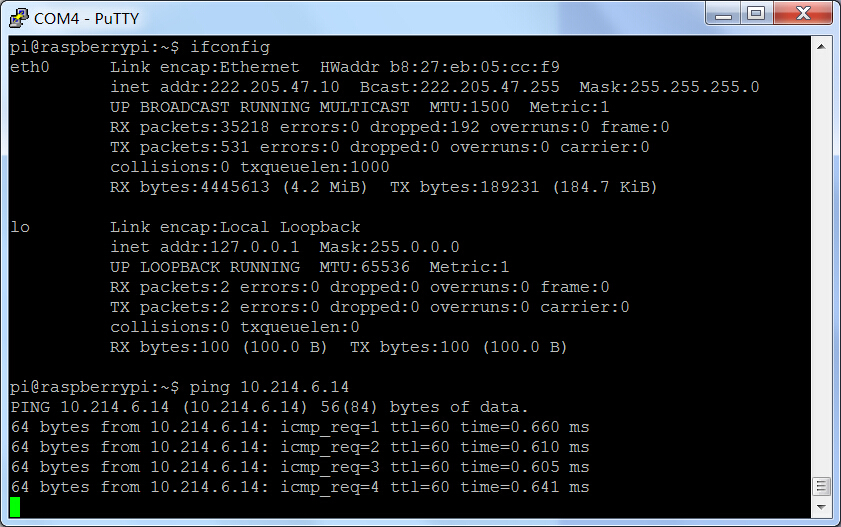 COM4 - PuTTY
pi@raspberrypi:~$ ifconfig
eth0      Link encap:Ethernet  HWaddr b8:27:eb:05:cc:f9
          inet addr:222.205.47.10  Bcast:222.205.47.255  Mask:255.255.255.0
          UP BROADCAST RUNNING MULTICAST  MTU:1500  Metric:1
          RX packets:35218 errors:0 dropped:192 overruns:0 frame:0
          TX packets:531 errors:0 dropped:0 overruns:0 carrier:0
          collisions:0 txqueuelen:1000
          RX bytes:4445613 (4.2 MiB)  TX bytes:189231 (184.7 KiB)
lo        Link encap:Local Loopback
          inet addr:127.0.0.1  Mask:255.0.0.0
          UP LOOPBACK RUNNING  MTU:65536  Metric:1
          RX packets:2 errors:0 dropped:0 overruns:0 frame:0
          TX packets:2 errors:0 dropped:0 overruns:0 carrier:0
          collisions:0 txqueuelen:0
          RX bytes:100 (100.0 B)  TX bytes:100 (100.0 B)
pi@raspberrypi:~$ ping 10.214.6.14
PING 10.214.6.14 (10.214.6.14) 56(84) bytes of data.
64 bytes from 10.214.6.14: icmp_req=1 ttl=60 time=0.660 ms
64 bytes from 10.214.6.14: icmp_req=2 ttl=60 time=0.610 ms
64 bytes from 10.214.6.14: icmp_req=3 ttl=60 time=0.605 ms
64 bytes from 10.214.6.14: icmp_req=4 ttl=60 time=0.641 ms